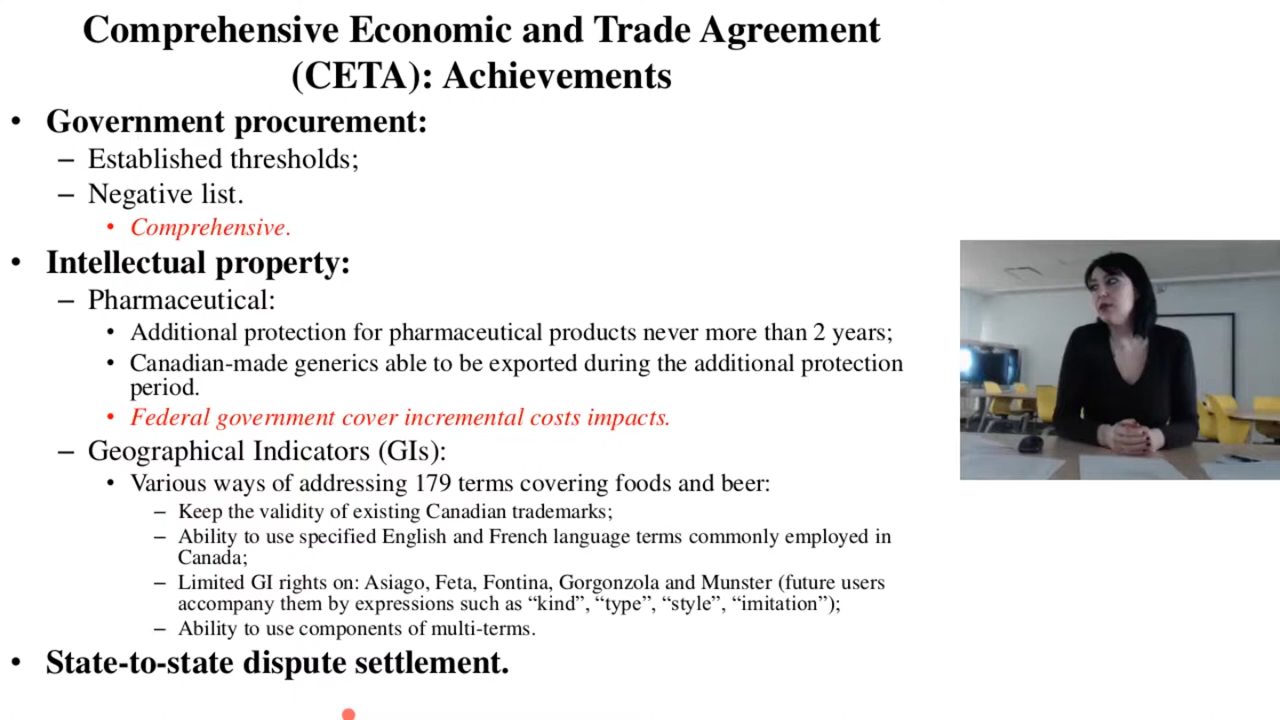 Comprehensive Economic and Trade Agreement
(CETA): Achievements
• Government procurement:
– Established thresholds;
– Negative list.
• Comprehensive.
• Intellectual property:
– Pharmaceutical:
• Additional protection for pharmaceutical products never more than 2 years;
• Canadian-made generics able to be exported during the additional protection
period.
• Federal government cover incremental costs impacts.
– Geographical Indicators (GIs):
• Various ways of addressing 179 terms covering foods and beer:
– Keep the validity of existing Canadian trademarks;
– Ability to use specified English and French language terms commonly employed in
Canada;
– Limited GI rights on: Asiago, Feta, Fontina, Gorgonzola and Munster (future users
accompany them by expressions such as “kind”, “type”, “style”, “imitation”);
– Ability to use components of multi-terms.
• State-to-state dispute settlement.